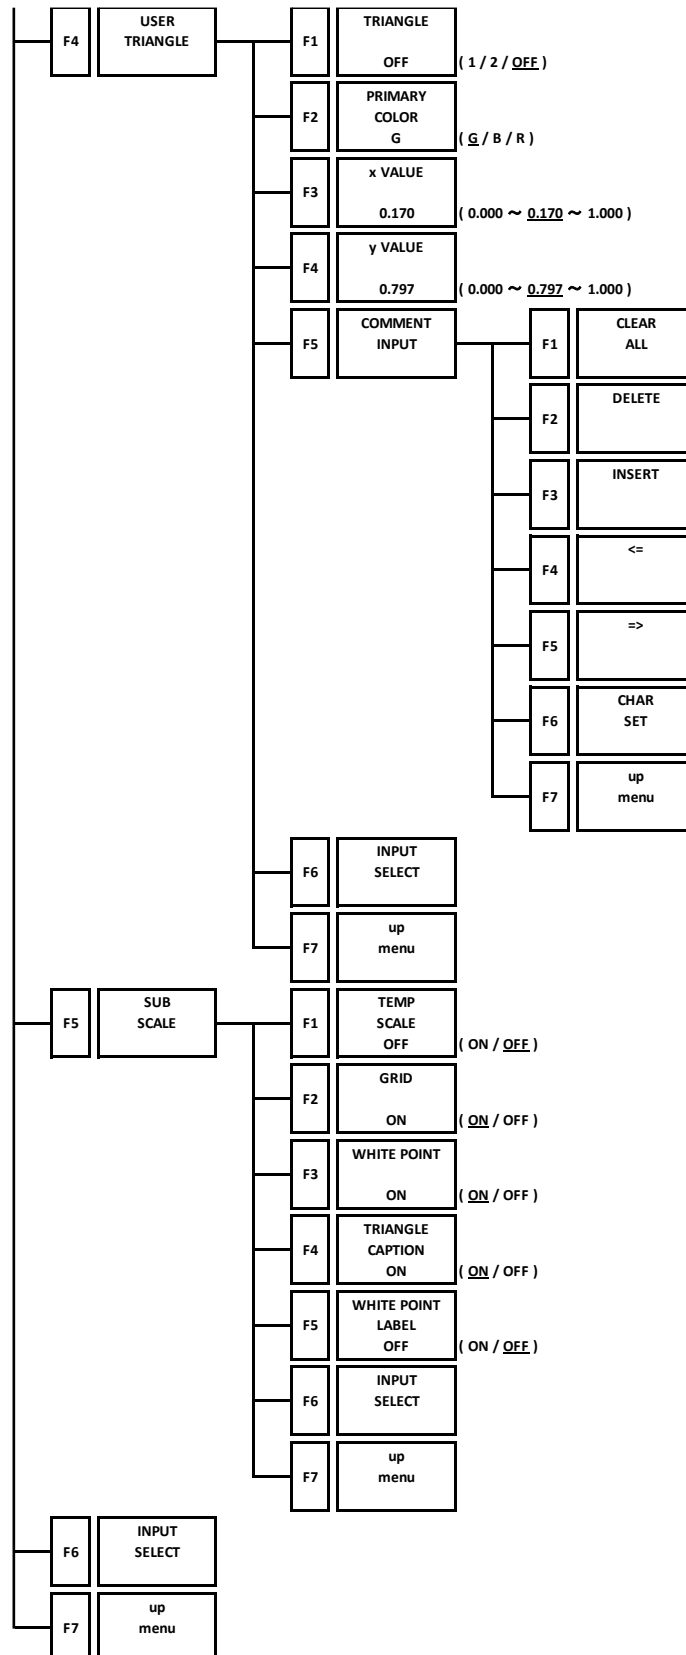 F4
USER
TRIANGLE
F1
TRIANGLE
OFF
( 1 / 2 / OFF )
F2
PRIMARY
COLOR
G
( G / B / R )
F3
x VALUE
0.170
( 0.000 ～ 0.170 ～ 1.000 )
F4
y VALUE
0.797
( 0.000 ～ 0.797 ～ 1.000 )
F5
COMMENT
INPUT
F1
CLEAR
ALL
F2
DELETE
F3
INSERT
F4
<=
F5
=>
F6
CHAR
SET
F7
up
menu
F6
INPUT
SELECT
F7
up
menu
F5
SUB
SCALE
F1
TEMP
SCALE
OFF
( ON / OFF )
F2
GRID
ON
( ON / OFF )
F3
WHITE POINT
ON
( ON / OFF )
F4
TRIANGLE
CAPTION
ON
( ON / OFF )
F5
WHITE POINT
LABEL
OFF
( ON / OFF )
F6
INPUT
SELECT
F7
up
menu
F6
INPUT
SELECT
F7
up
menu